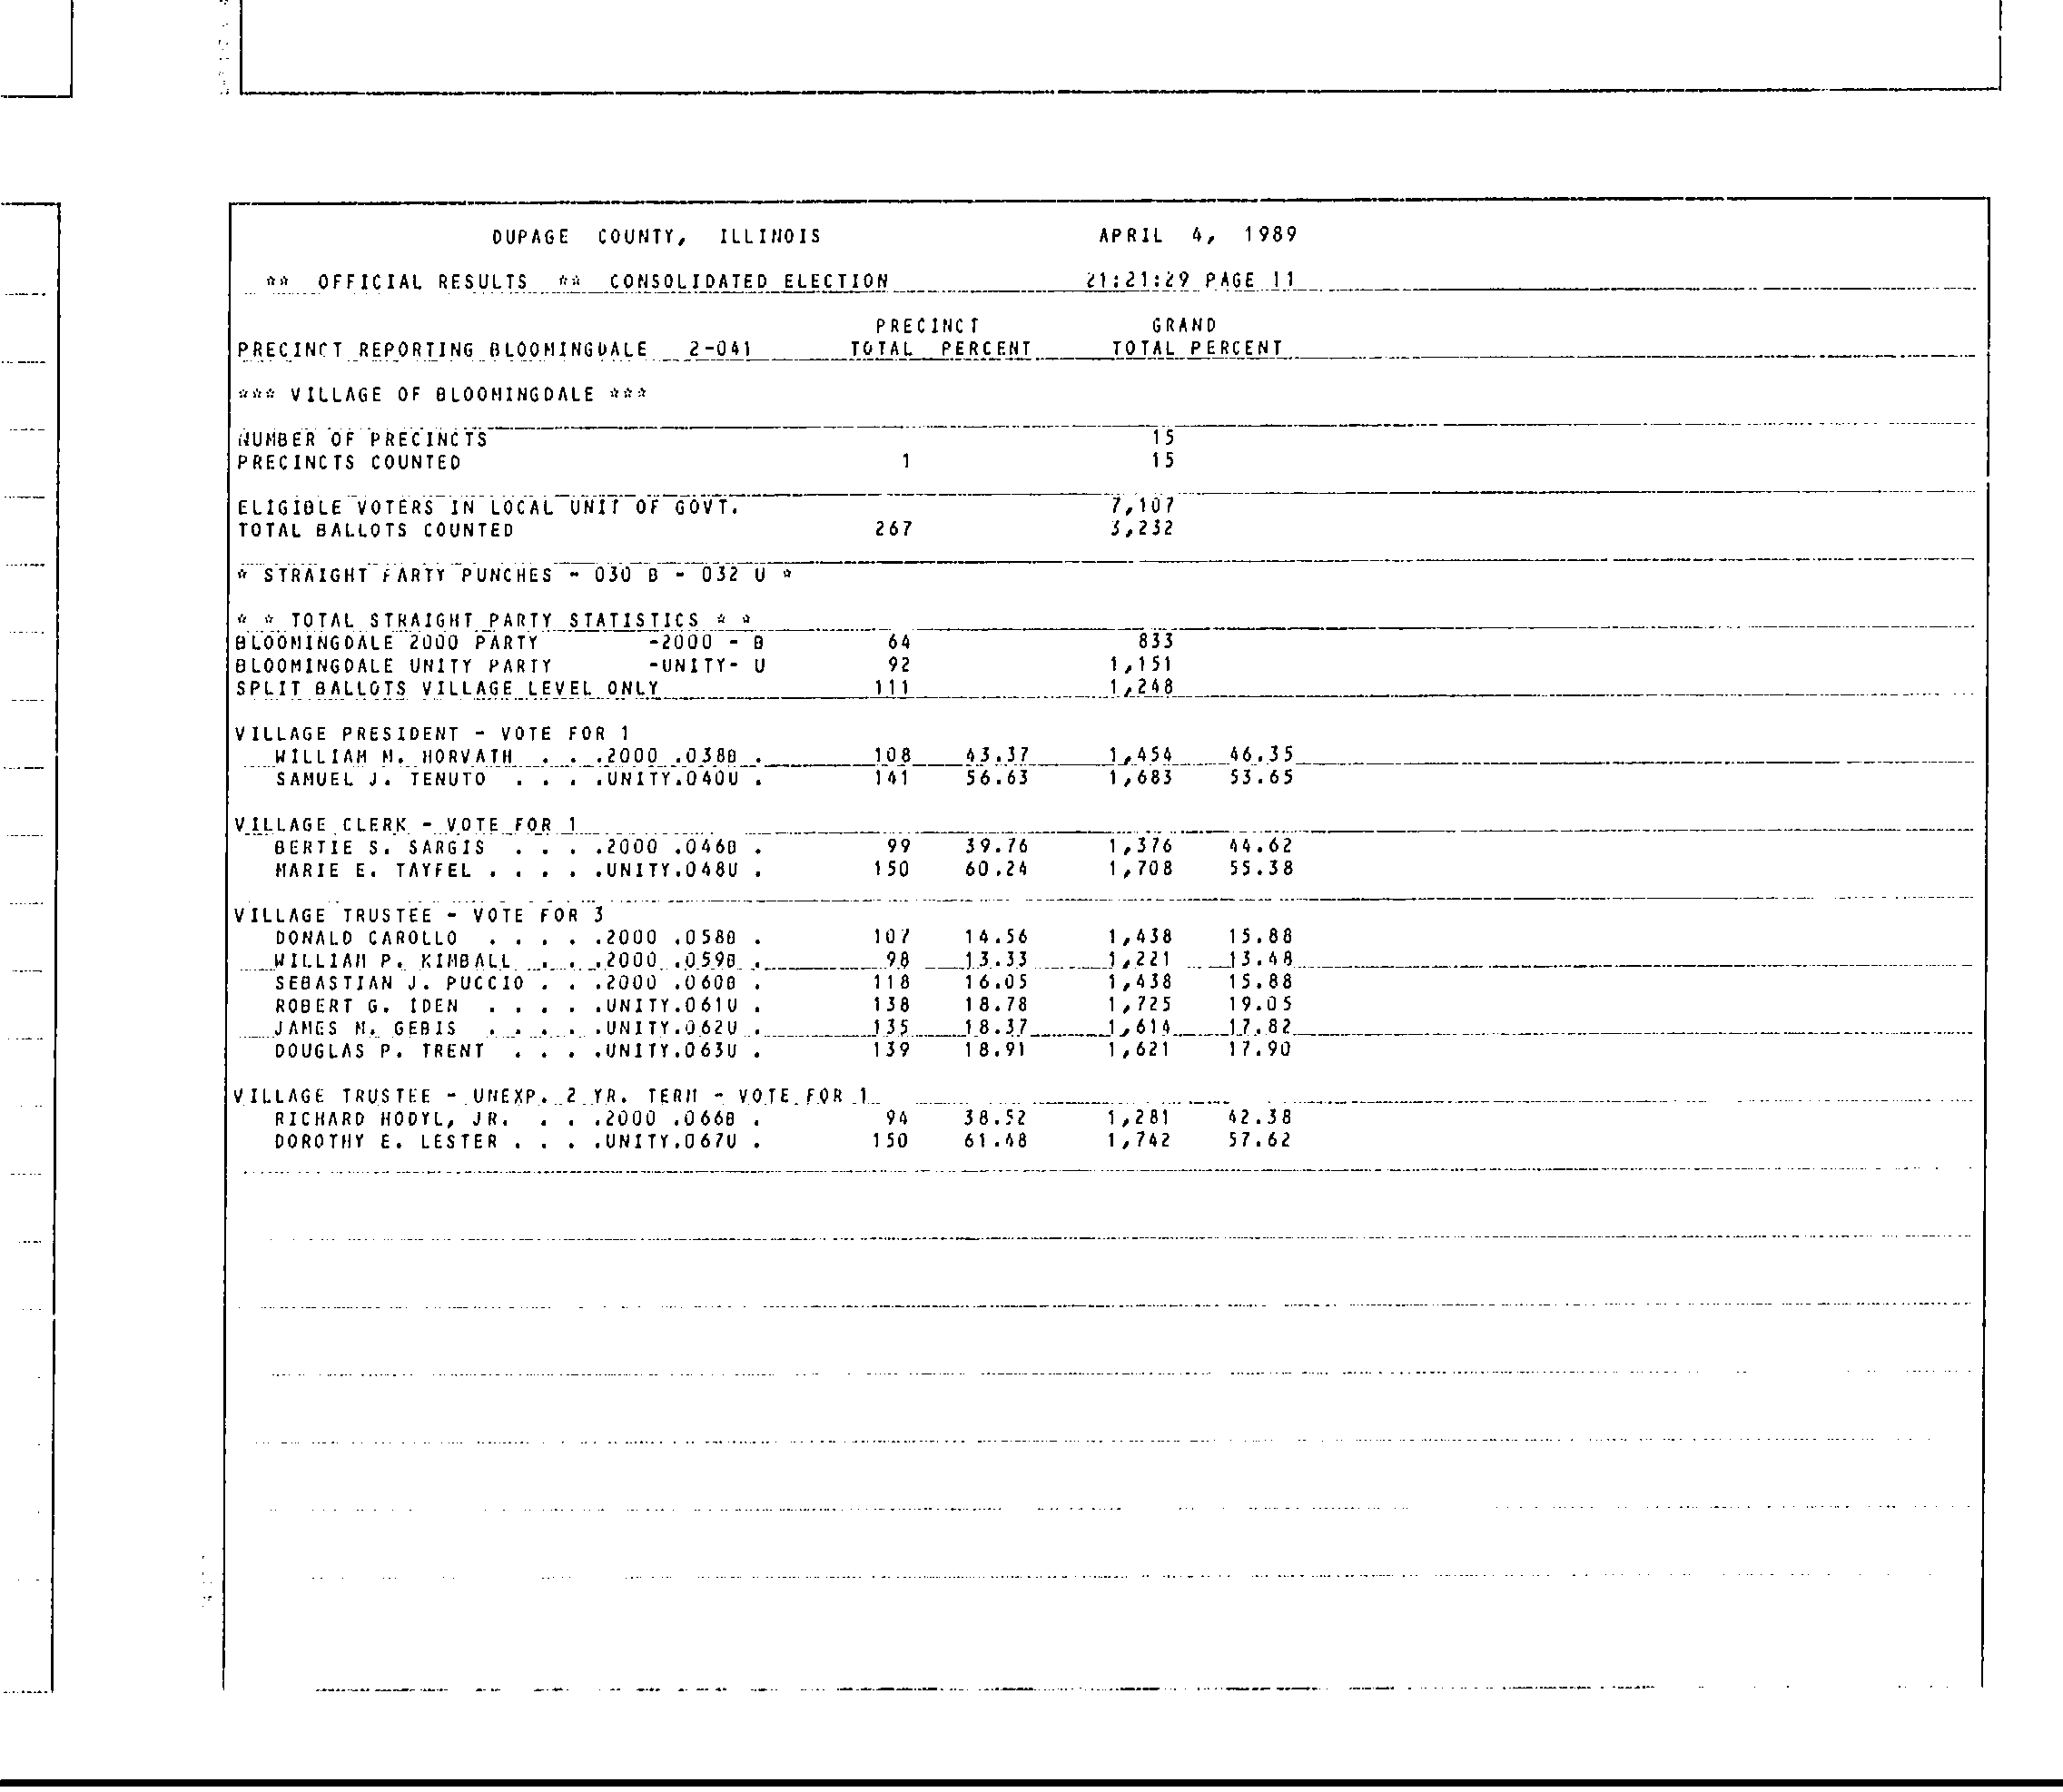 DUPAGE COUNTY, ILLINOIS APRIL 4, 1989
** OFFICIAL RESULTS ** CONSOLIDATED ELECTION 21:21:29 PAGE 11
PRECINCT GRAND
PRECINCT REPORTING BLOOMINGDALE 2-041 TOTAL PERCENT TOTAL PERCENT
*** VILLAGE OF BLOOMINGDALE ***
NUMBER OF PRECINCTS 15
PRECINCTS COUNTED 1 15
ELIGIBLE VOTERS IN LOCAL UNIT OF GOVT. 7,107
TOTAL BALLOTS COUNTED 267 3,232
* STRAIGHT PARTY PUNCHES - 030 B - 032 U *
* * TOTAL STRAIGHT PARTY STATISTICS * *
BLOOMINGDALE 2000 PARTY -2000 - B 64 833
BLOOMINGDALE UNITY PARTY -UNITY- U 92 1,151
SPLIT BALLOTS VILLAGE LEVEL ONLY 111 1,248
VILLAGE PRESIDENT - VOTE FOR 1
WILLIAM M. HORVATH . . .2000 .038B . 108 43.37 1,454 46.35
SAMUEL J. TENUTO . . . .UNITY.040U . 141 56.63 1,683 53.65
VILLAGE CLERK - VOTE FOR 1
BERTIE S. SARGIS . . . .2000 .046B . 99 39.76 1,376 44.62
MARIE E. TAYFEL . . . . .UNITY.048U . 150 60.24 1,708 55.38
VILLAGE TRUSTEE - VOTE FOR 3
DONALD CAROLLO . . . . .2000 .058B . 107 14.56 1,438 15.88
WILLIAM P. KIMBALL . . .2000 .059B . 98 13.33 1,221 13.48
SEBASTIAN J. PUCCIO . . .2000 .060B . 118 16.05 1,438 15.88
ROBERT G. IDEN . . . . .UNITY.061U . 138 18.78 1,725 19.05
JAMES M. GEBIS . . . . .UNITY.062U . 135 18.37 1,614 17.82
DOUGLAS P. TRENT . . . .UNITY.063U . 139 18.91 1,621 17.90
VILLAGE TRUSTEE - UNEXP. 2 YR. TERM - VOTE FOR 1
RICHARD HODYL, JR. . . .2000 .066B . 94 38.52 1,281 42.38
DOROTHY E. LESTER . . . .UNITY.067U . 150 61.48 1,742 57.62